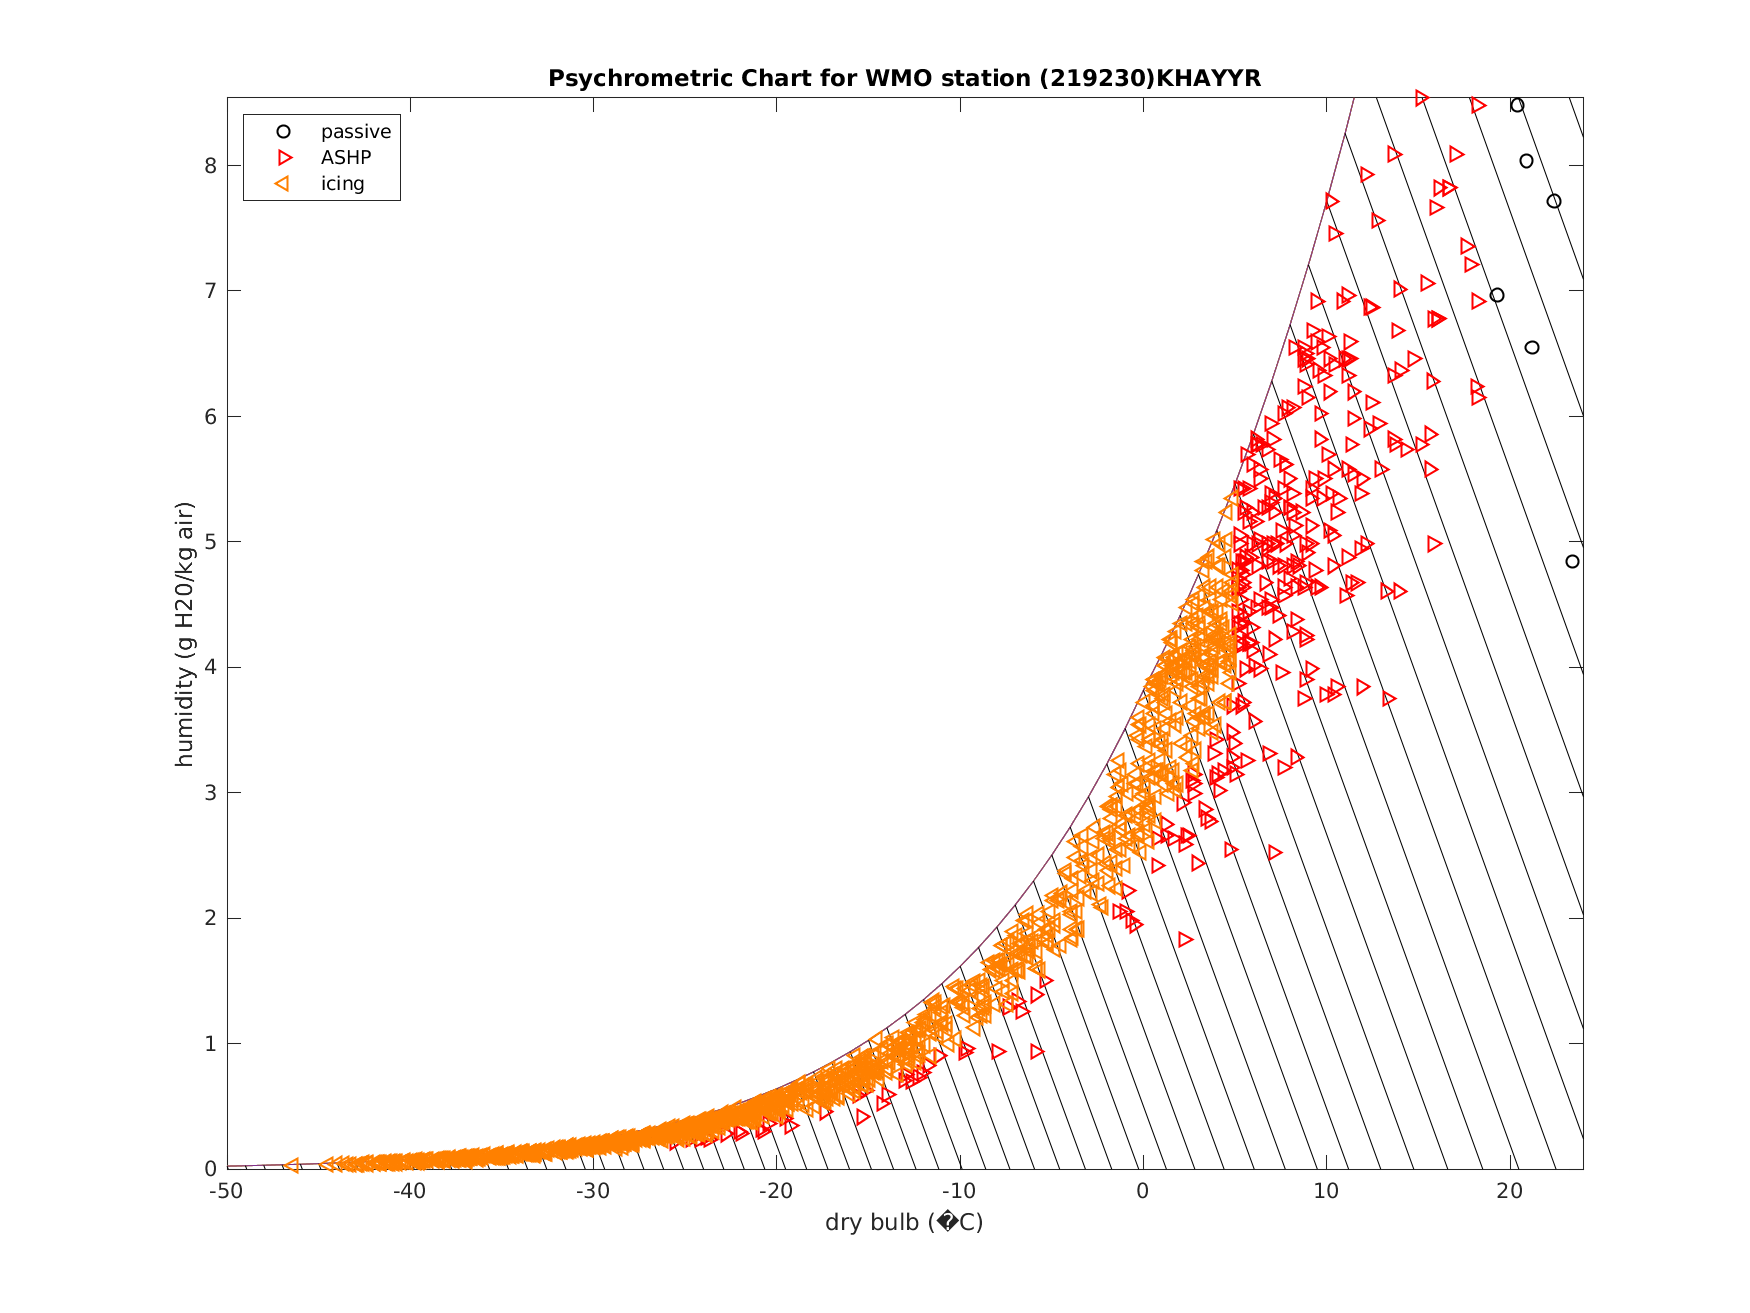 Psychrometric Chart for WMO station (219230)KHAYYR
passive
ASHP
icing
humidity (g H20/kg air)
8
7
6
5
4
3
2
1
0
-50 -40 -30 -20 -10 0 10 20
dry bulb (�C)